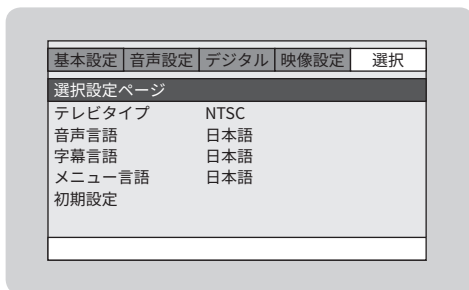 基本設定 音声設定 デジタル 映像設定 選択
選択設定ページ
テレビタイプ NTSC
音声言語 日本語
字幕言語 日本語
メニュー言語 日本語
初期設定